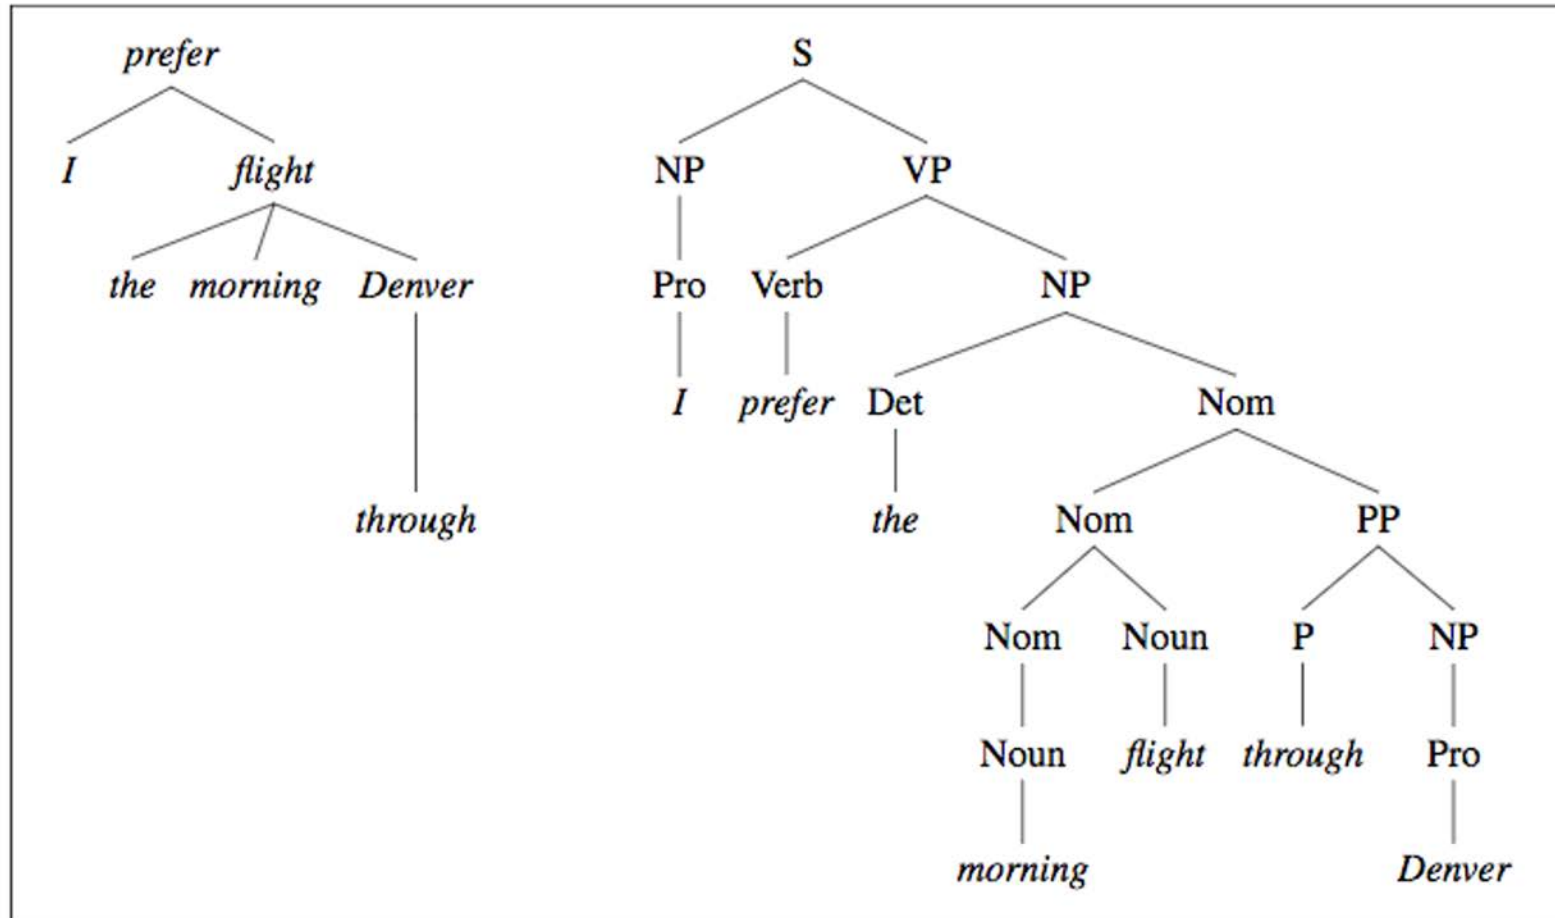 prefer S
I flight NP VP
the morning Denver Pro Verb NP
I prefer Det Nom
through the Nom PP
Nom Noun P NP
Noun flight through Pro
morning Denver